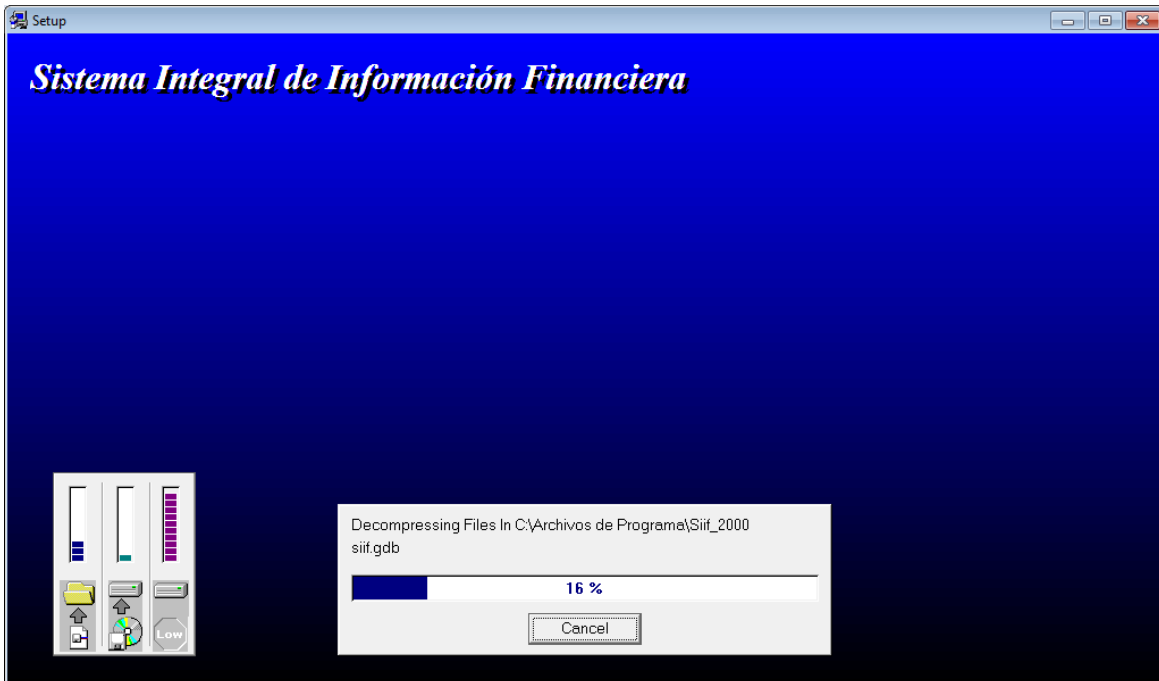 Setup
Sistema Integral de Información Financiera
Decompressing Files In C:\Archivos de Programa\Siif_2000
siif.gdb
16 %
Cancel
Low